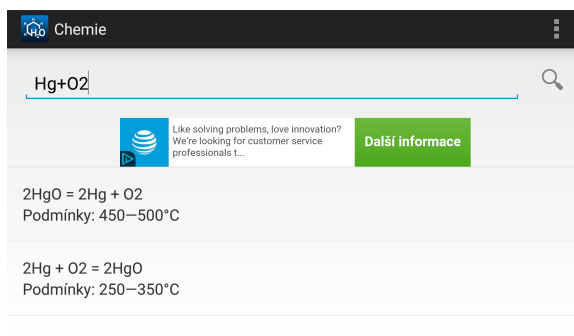 H₂O
Chemie
Hg+O2
Like solving problems, love innovation?
We're looking for customer service
professionals t...
Další informace
2HgO = 2Hg + O2
Podmínky: 450—500°C
2Hg + O2 = 2HgO
Podmínky: 250—350°C